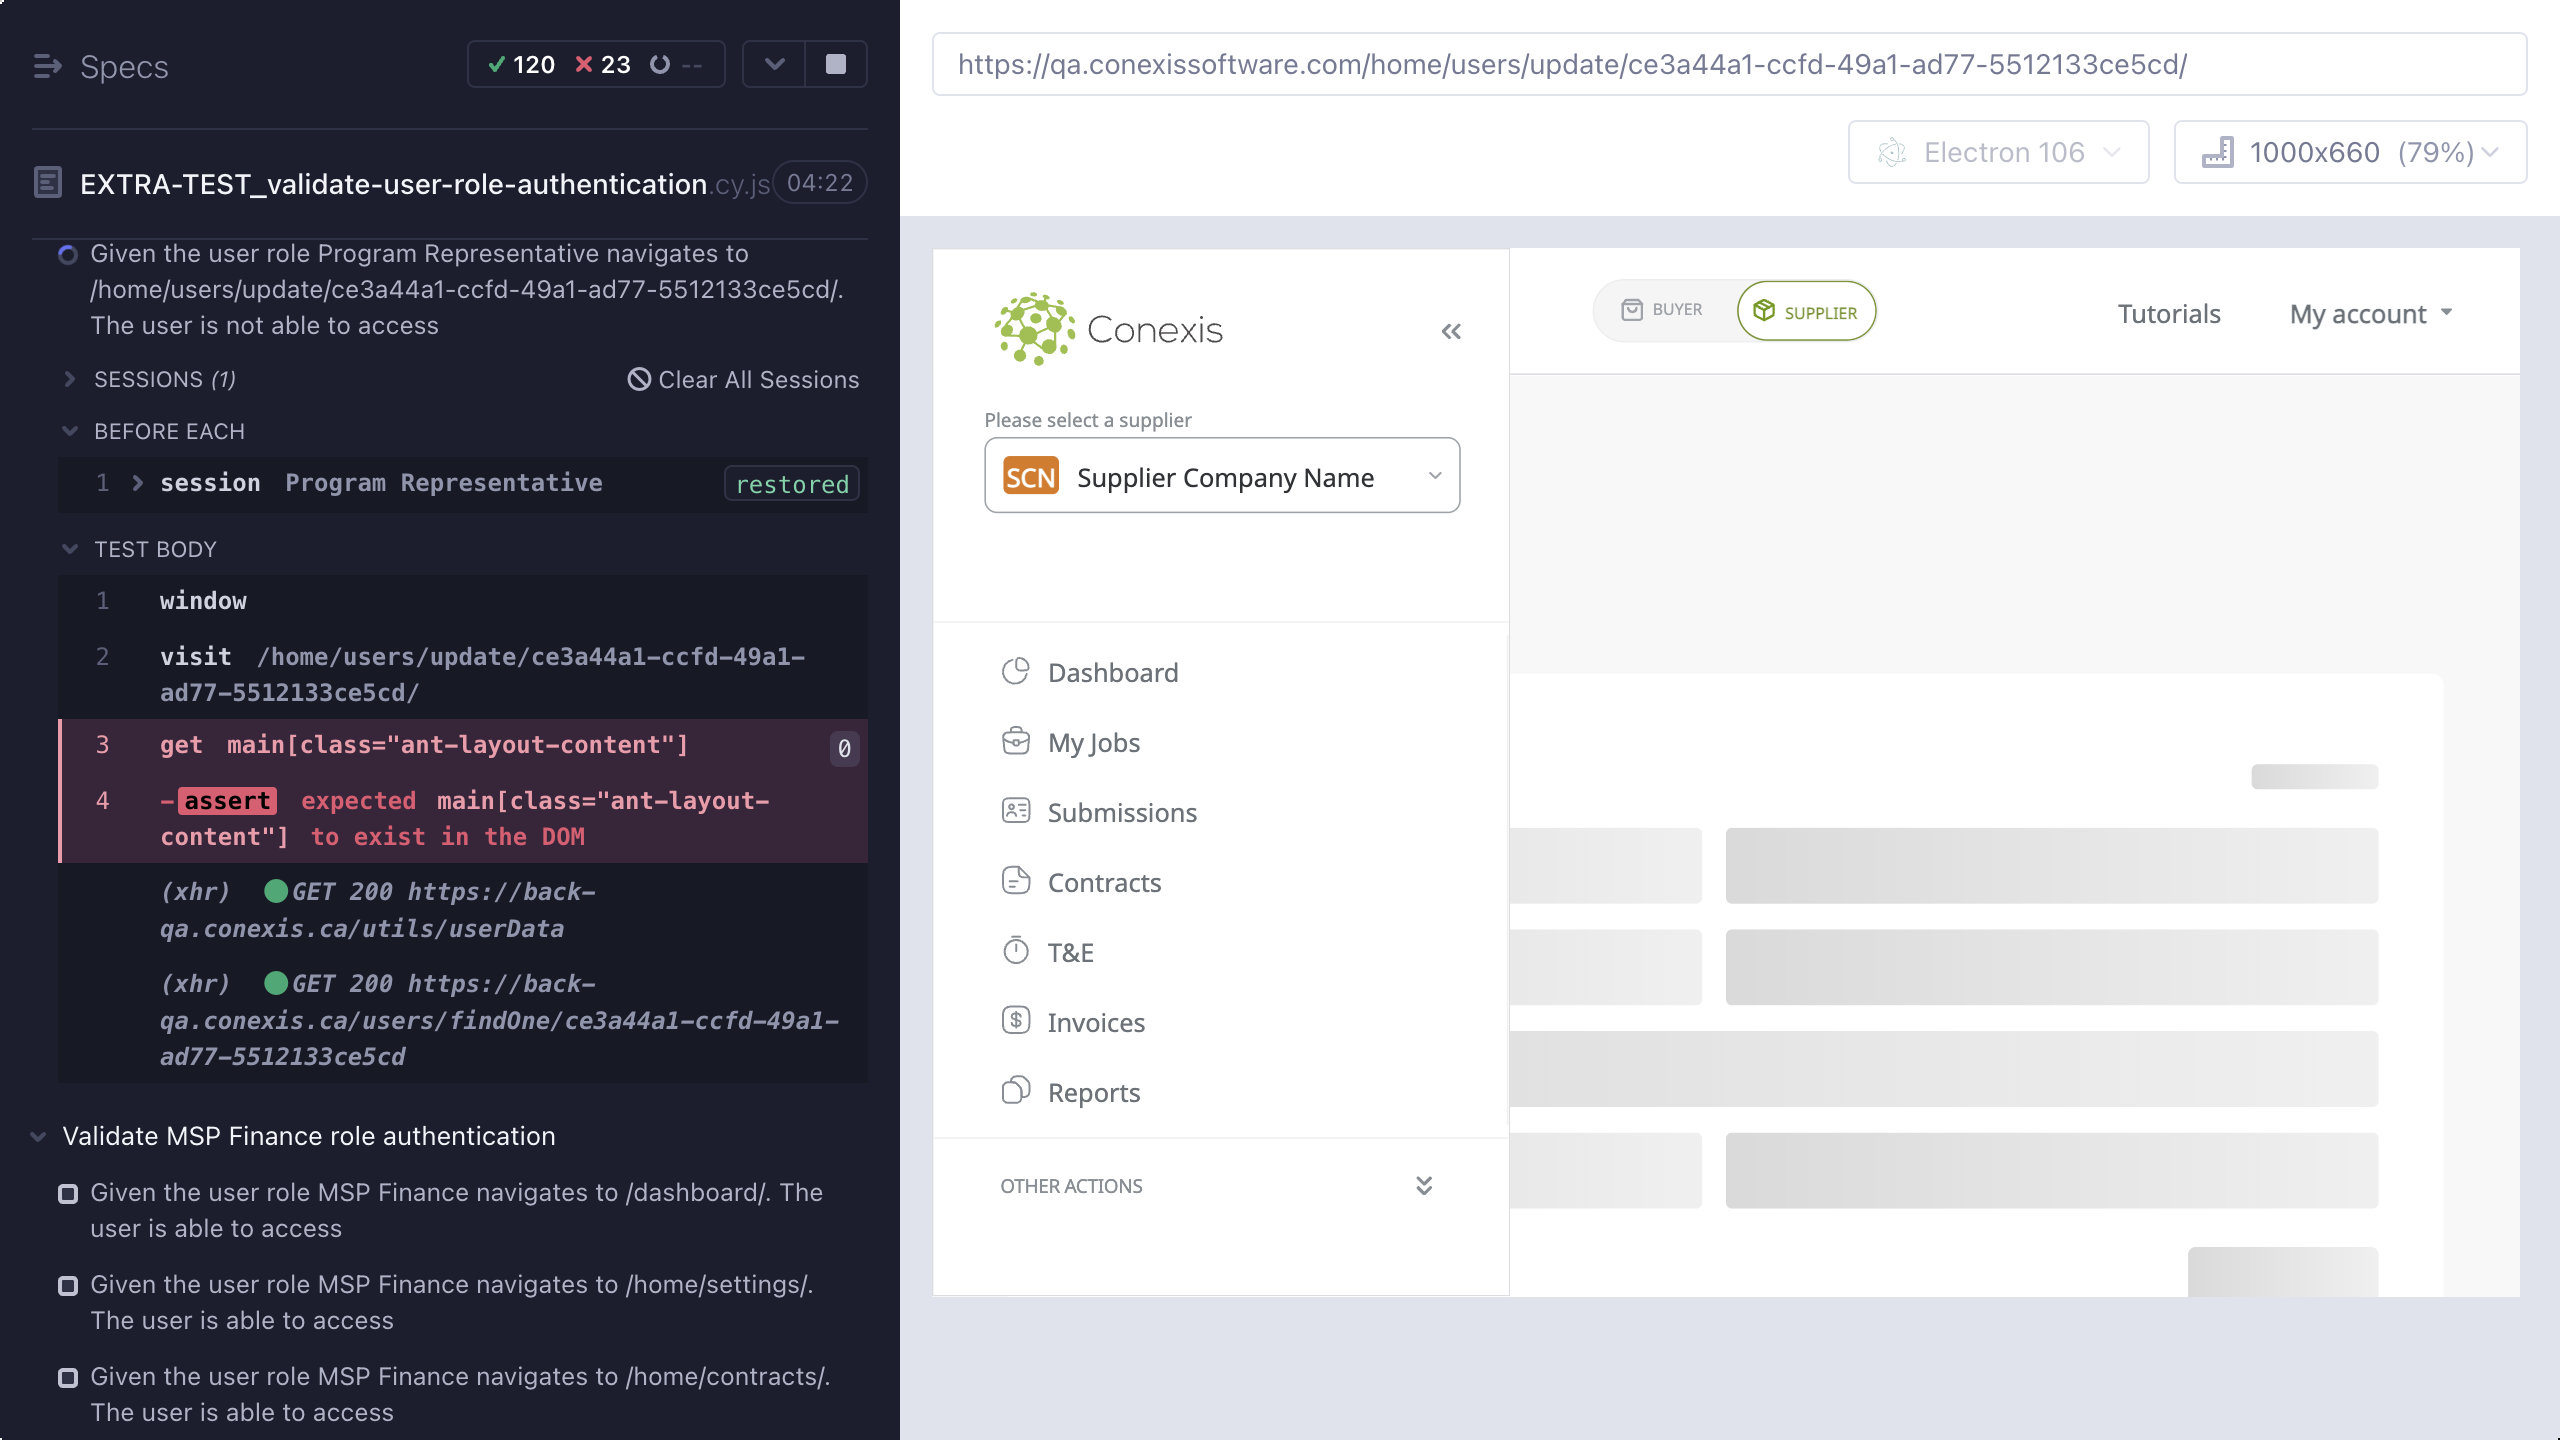 Specs
120 23 --
EXTRA-TEST_validate-user-role-authentication.cy.js 04:22
Given the user role Program Representative navigates to
/home/users/update/ce3a44a1-ccfd-49a1-ad77-5512133ce5cd/.
The user is not able to access
SESSIONS (1) Clear All Sessions
BEFORE EACH
1 session Program Representative restored
TEST BODY
1 window
2 visit /home/users/update/ce3a44a1-ccfd-49a1-
ad77-5512133ce5cd/
3 get main[class="ant-layout-content"] 0
4 -assert expected main[class="ant-layout-
content"] to exist in the DOM
(xhr) GET 200 https://back-
qa.conexis.ca/utils/userData
(xhr) GET 200 https://back-
qa.conexis.ca/users/findOne/ce3a44a1-ccfd-49a1-
ad77-5512133ce5cd
Validate MSP Finance role authentication
Given the user role MSP Finance navigates to /dashboard/. The
user is able to access
Given the user role MSP Finance navigates to /home/settings/.
The user is able to access
Given the user role MSP Finance navigates to /home/contracts/.
The user is able to access
https://qa.conexissoftware.com/home/users/update/ce3a44a1-ccfd-49a1-ad77-5512133ce5cd/
Electron 106
1000x660 (79%)
Conexis
BUYER
SUPPLIER
Tutorials
My account
Please select a supplier
SCN Supplier Company Name
Dashboard
My Jobs
Submissions
Contracts
T&E
Invoices
Reports
OTHER ACTIONS